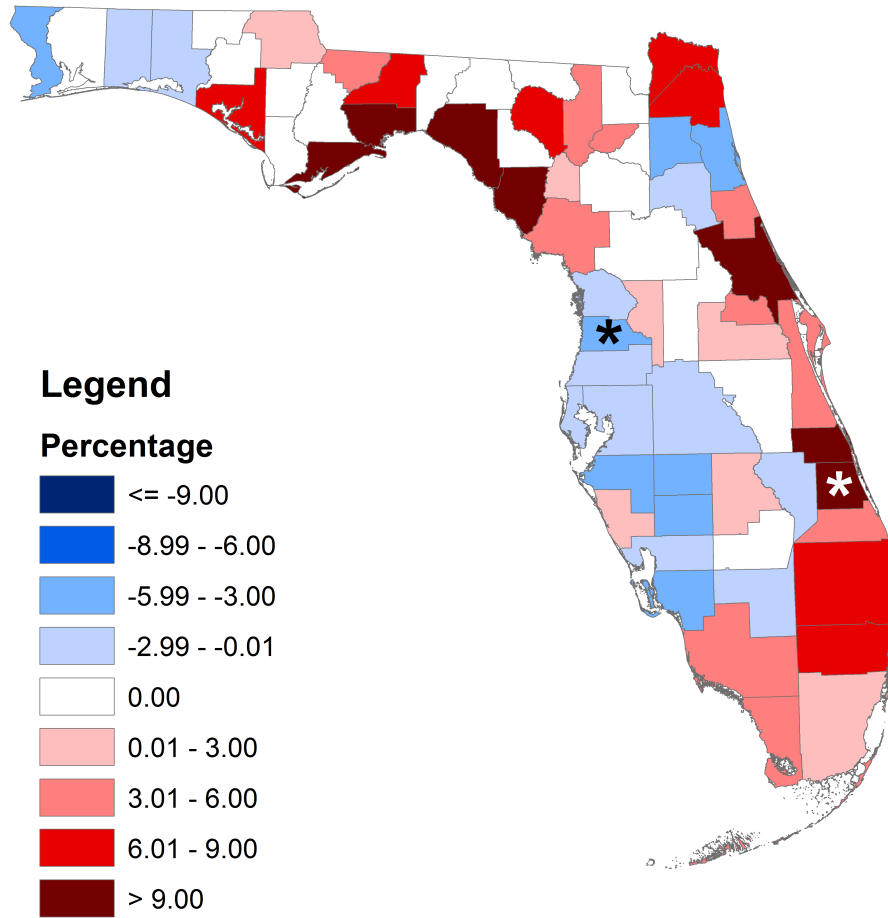 *
*
Legend
Percentage
<= -9.00
-8.99 - -6.00
-5.99 - -3.00
-2.99 - -0.01
0.00
0.01 - 3.00
3.01 - 6.00
6.01 - 9.00
> 9.00